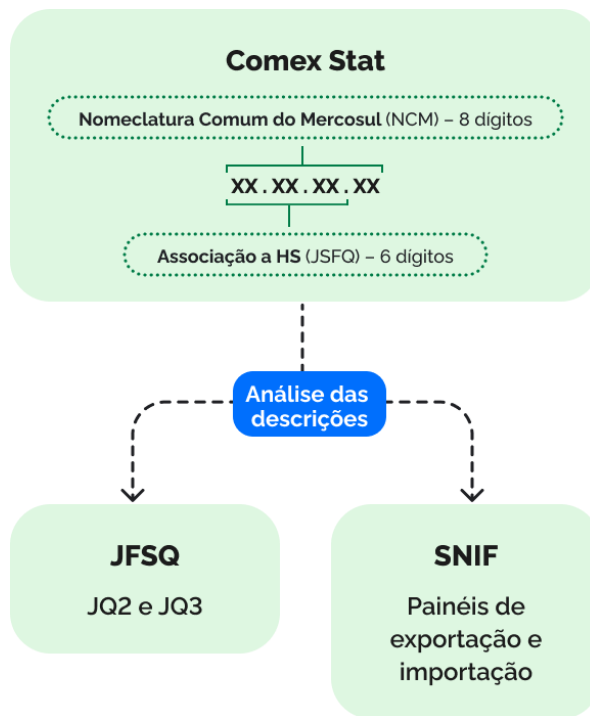 Comex Stat
Nomeclatura Comum do Mercosul (NCM) – 8 dígitos
XX.XX.XX.XX
Associação a HS (JSFQ) – 6 dígitos
Análise das
descrições
JFSQ
JQ2 e JQ3
SNIF
Painéis de
exportação e
importação